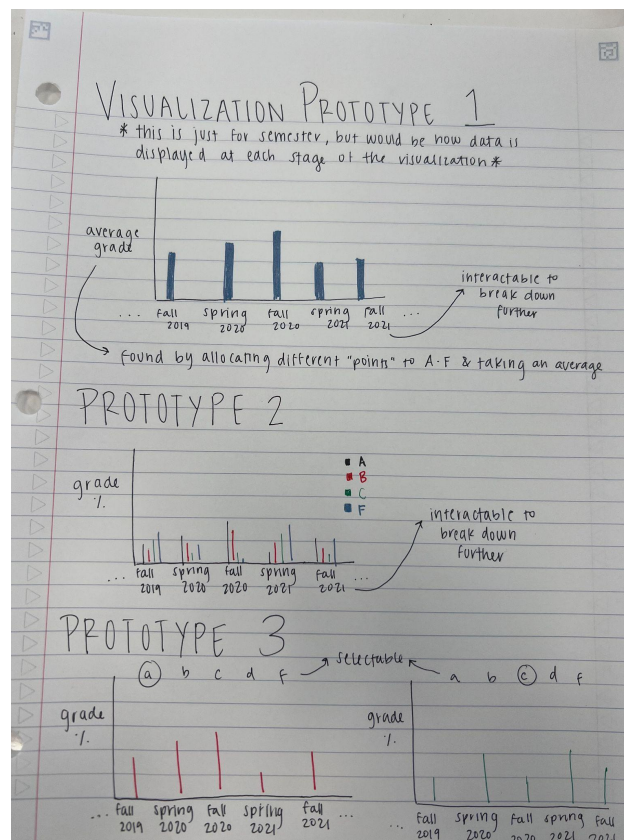 VISUALIZATION PROTOTYPE 1
* this is just for semester, but would be how data is
displayed at each stage of the visualization *
average
grade
interactable to
break down
further
... fall spring fall spring fall ...
2019 2020 2020 2021 2021
found by allocating different "points" to A-F & taking an average
PROTOTYPE 2
A
B
C
F
grade
%
interactable to
break down
further
... fall spring fall spring fall ...
2019 2020 2020 2021 2021
PROTOTYPE 3
selectable
a b c d f
a b c d f
grade
%
grade
%
... fall spring fall spring fall ...
2019 2020 2020 2021 2021
fall spring fall spring fall
2019 2020 2020 2021 2021